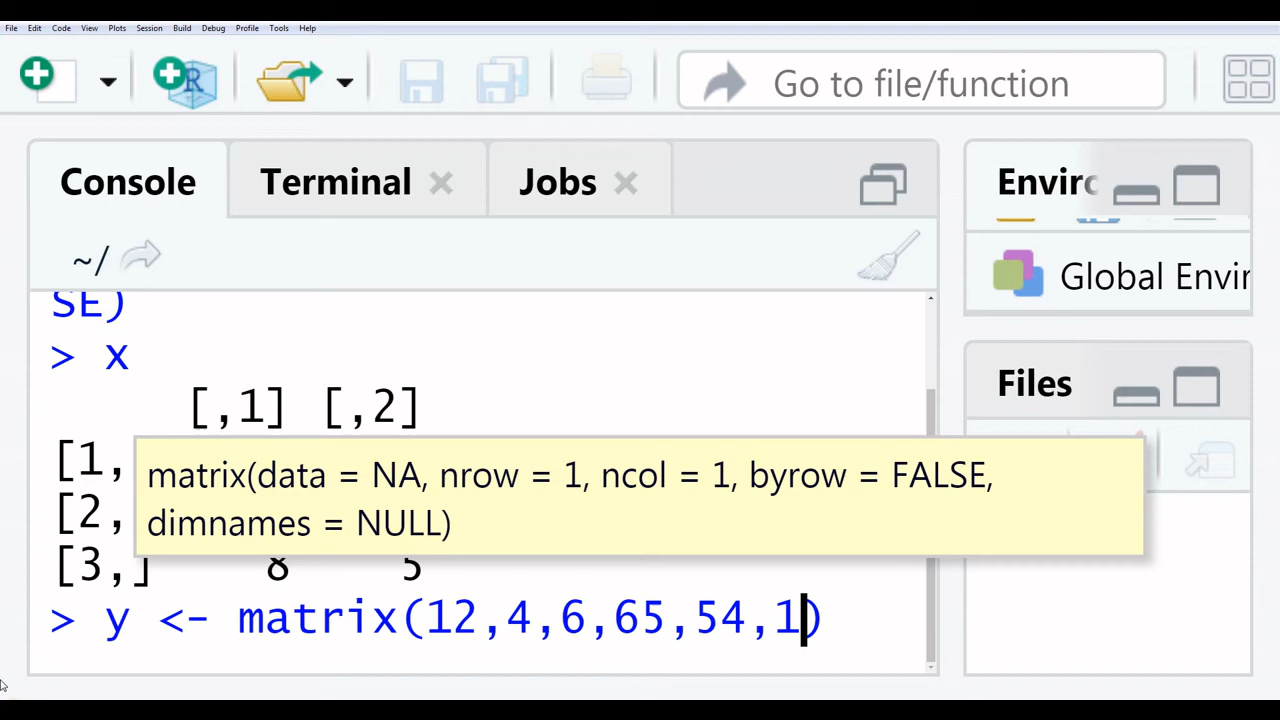 File Edit Code View Plots Session Build Debug Profile Tools Help
Go to file/function
Console Terminal Jobs
~/
SE)
> x
[,1] [,2]
[1,
[2,
[3,] 8 5
matrix(data = NA, nrow = 1, ncol = 1, byrow = FALSE,
dimnames = NULL)
> y <- matrix(12,4,6,65,54,1)
Global Envir
Files